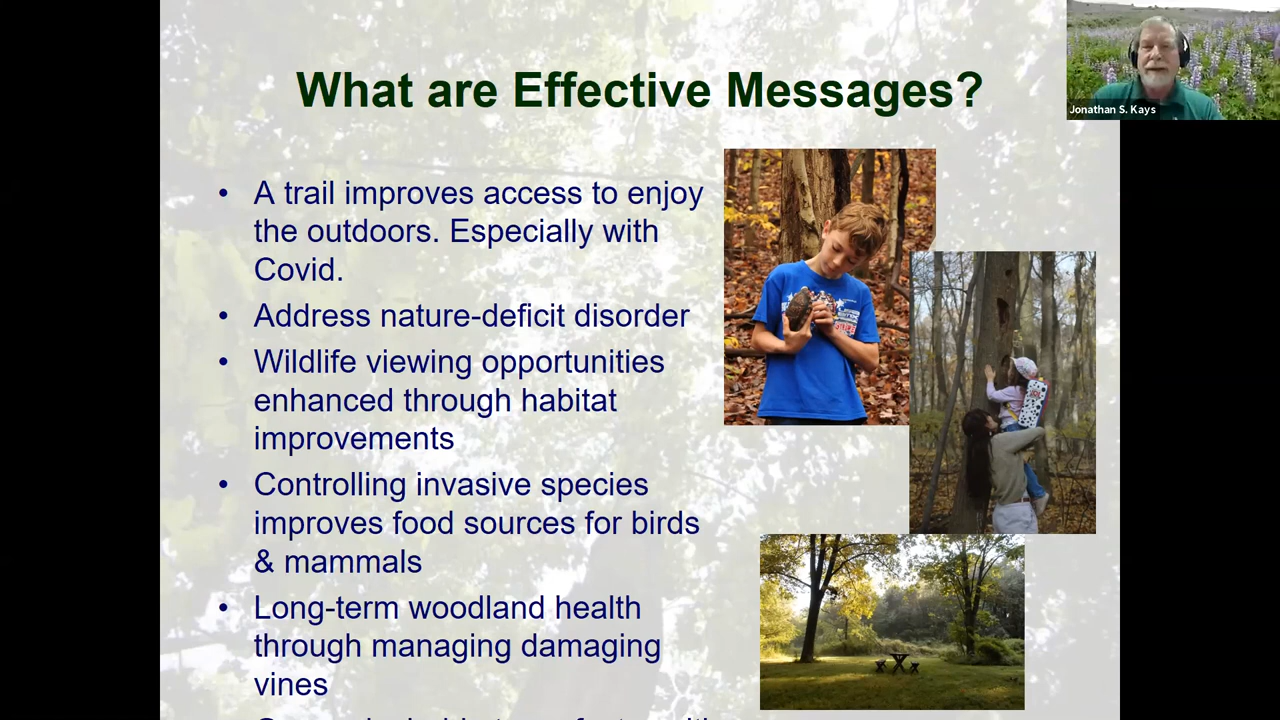 What are Effective Messages?
Jonathan S. Kays
• A trail improves access to enjoy
the outdoors. Especially with
Covid.
• Address nature-deficit disorder
• Wildlife viewing opportunities
enhanced through habitat
improvements
• Controlling invasive species
improves food sources for birds
& mammals
• Long-term woodland health
through managing damaging
vines